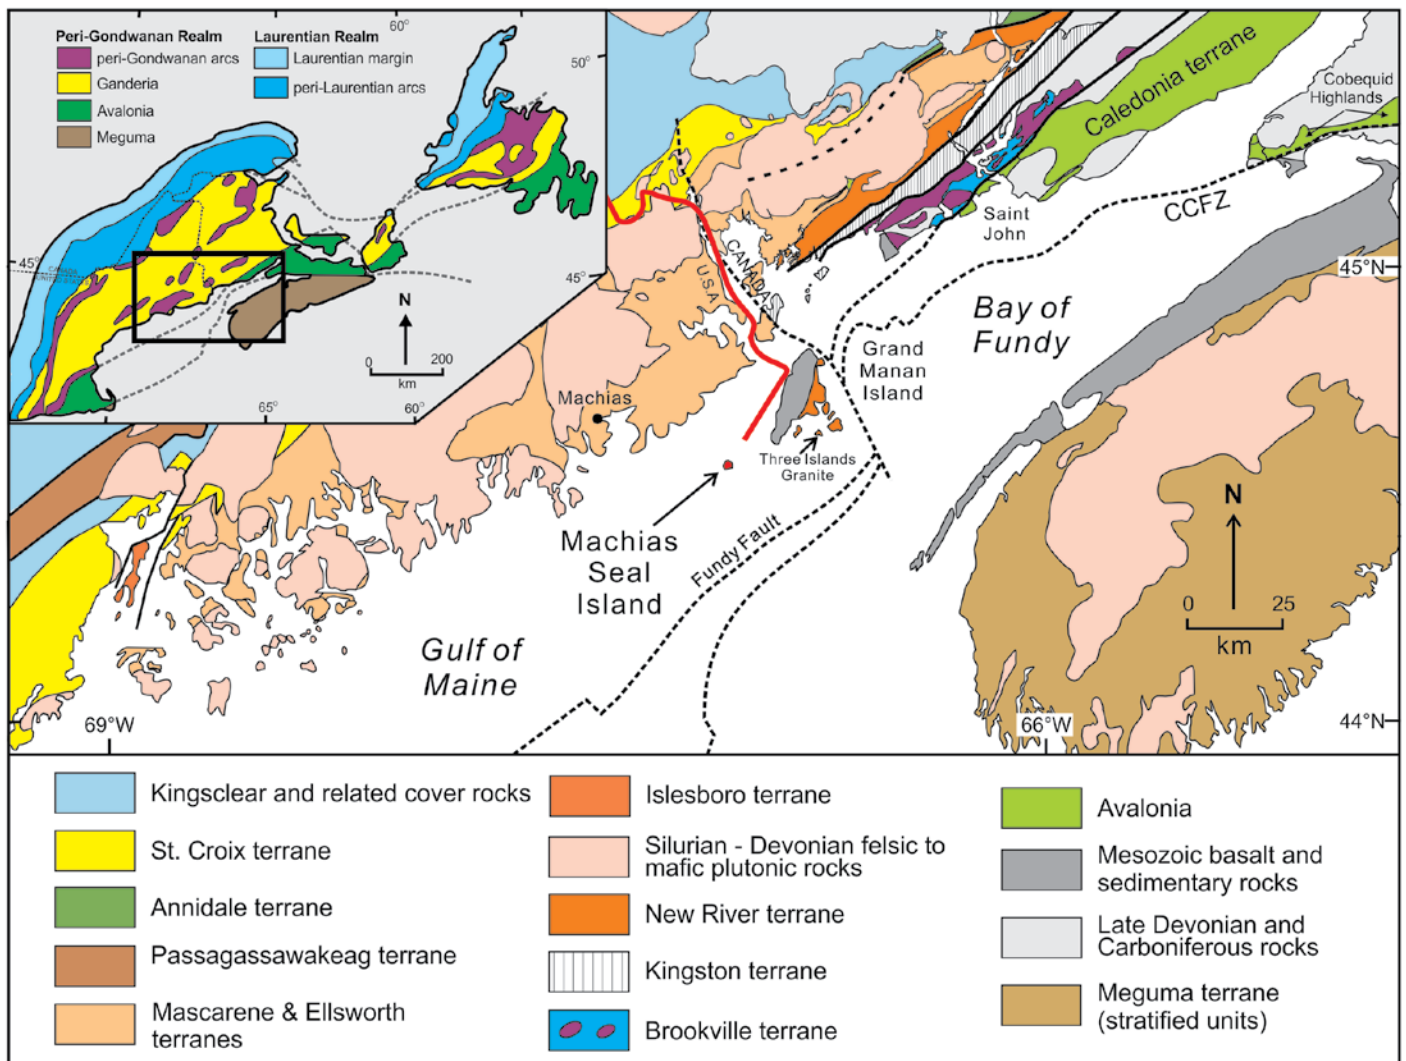 Peri-Gondwanan Realm
peri-Gondwanan arcs
Ganderia
Avalonia
Meguma
Laurentian Realm
Laurentian margin
peri-Laurentian arcs
60°
50°
45°
45°
65°
60°
CANADA
UNITED STATES
N
0 200
km
Caledonia terrane
Cobequid
Highlands
CCFZ
Saint
John
45°N
Bay of
Fundy
CANADA
U.S.A
Grand
Manan
Island
Machias
Three Islands
Granite
Machias
Seal
Island
Fundy Fault
Gulf of
Maine
N
0 25
km
69°W
66°W
44°N
Kingsclear and related cover rocks
St. Croix terrane
Annidale terrane
Passagassawakeag terrane
Mascarene & Ellsworth
terranes
Islesboro terrane
Silurian - Devonian felsic to
mafic plutonic rocks
New River terrane
Kingston terrane
Brookville terrane
Avalonia
Mesozoic basalt and
sedimentary rocks
Late Devonian and
Carboniferous rocks
Meguma terrane
(stratified units)